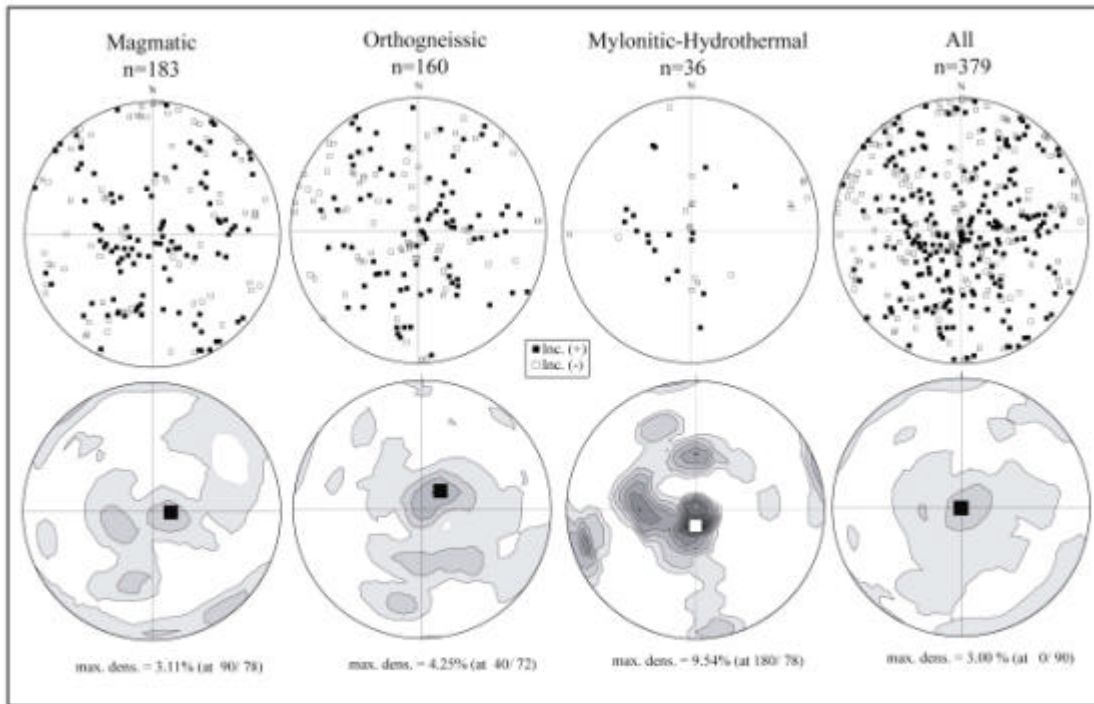 Magmatic
n=183
Orthogneissic
n=160
Mylonitic-Hydrothermal
n=36
All
n=379
N
N
N
N
Inc. (+)
Inc. (-)
max. dens. = 3.11% (at 90/ 78)
max. dens. = 4.25% (at 40/ 72)
max. dens. = 9.54% (at 180/ 78)
max. dens. = 3.00 % (at 0/ 90)